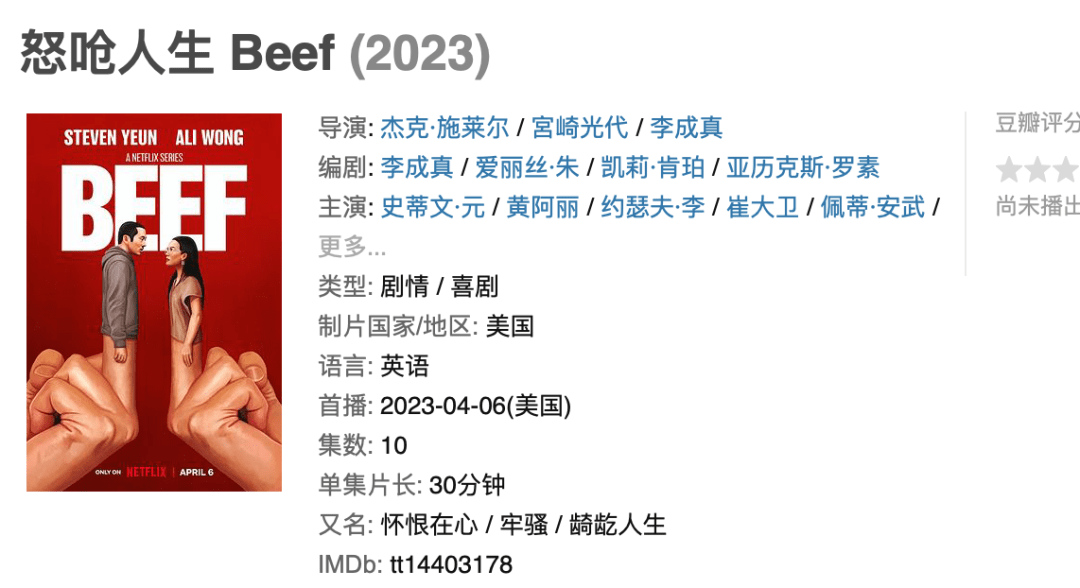 怒呛人生 Beef (2023)
STEVEN YEUN ALI WONG
A NETFLIX SERIES
BEEF
ONLY ON NETFLIX | APRIL 6
导演: 杰克·施莱尔 / 宮崎光代 / 李成真
编剧: 李成真 / 爱丽丝·朱 / 凯莉·肯珀 / 亚历克斯·罗素
主演: 史蒂文·元 / 黄阿丽 / 约瑟夫·李 / 崔大卫 / 佩蒂·安武 /
更多...
类型: 剧情 / 喜剧
制片国家/地区: 美国
语言: 英语
首播: 2023-04-06(美国)
集数: 10
单集片长: 30分钟
又名: 怀恨在心 / 牢骚 / 龃龉人生
IMDb: tt14403178
豆瓣评分
尚未播出